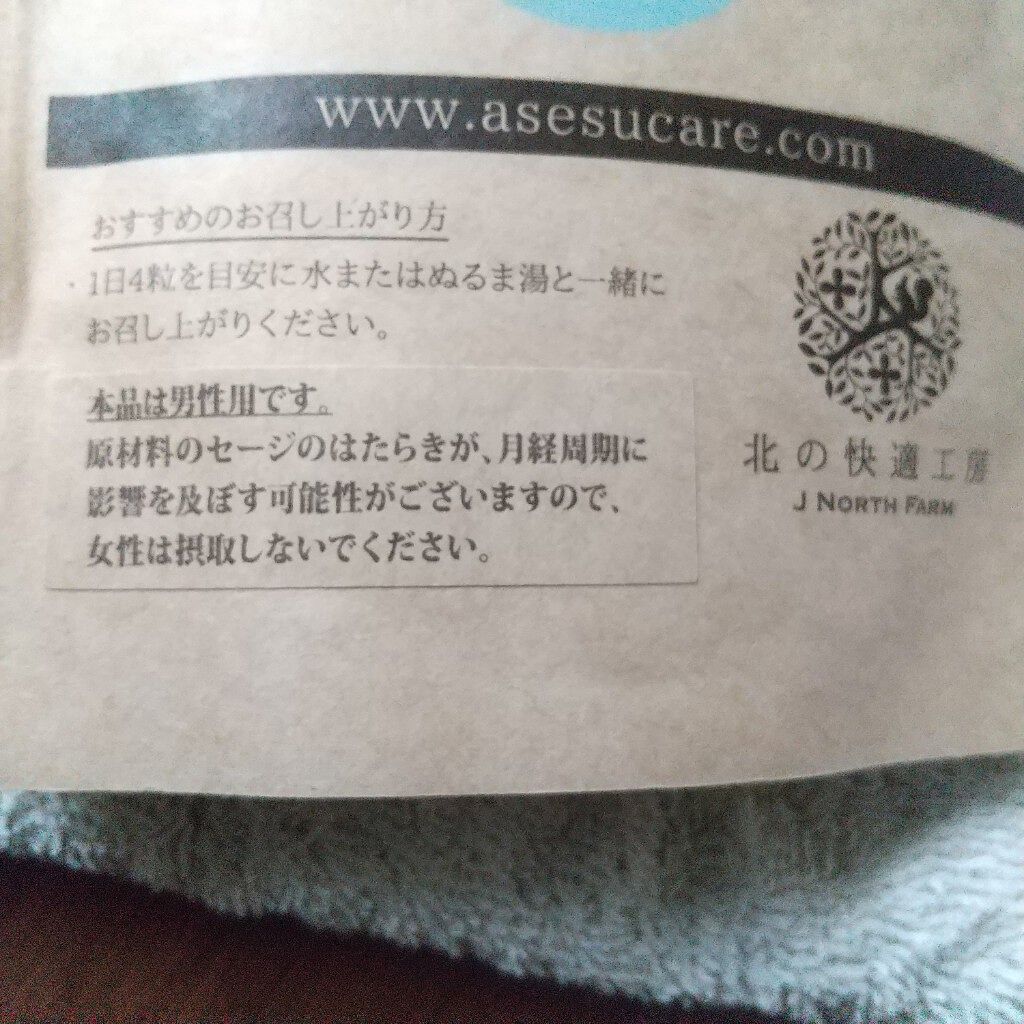 www.asesucare.com
おすすめのお召し上がり方
・1日4粒を目安に水またはぬるま湯と一緒に
お召し上がりください。
本品は男性用です。
原材料のセージのはたらきが、月経周期に
影響を及ぼす可能性がございますので、
女性は摂取しないでください。
北の快適工房
J NORTH FARM